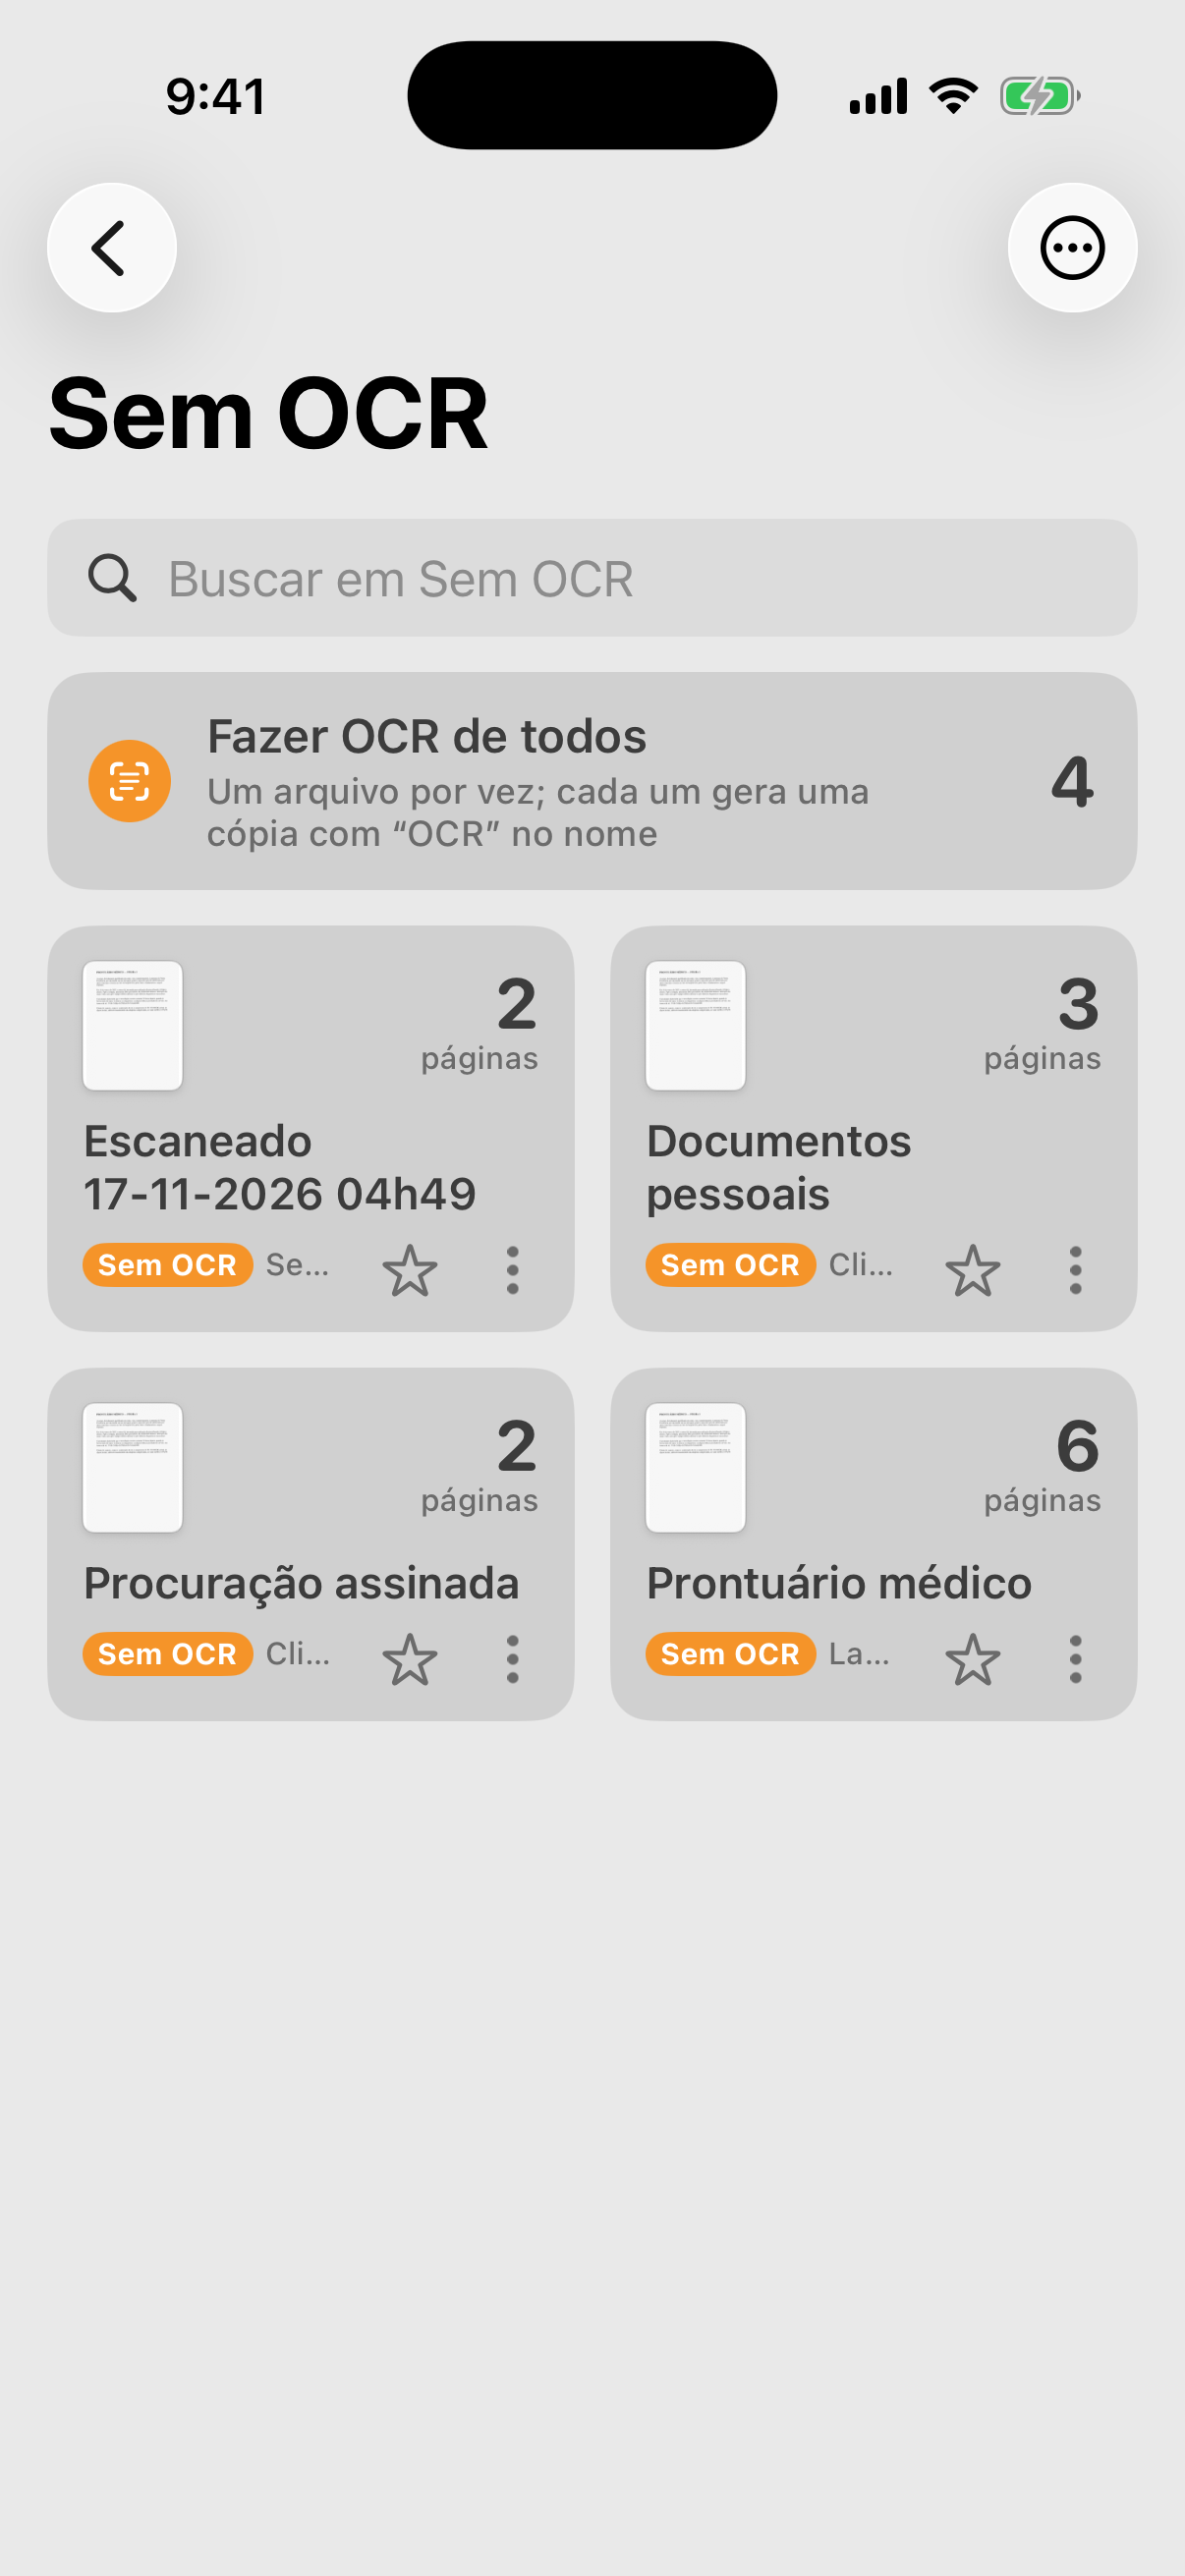 9:41
Sem OCR
Buscar em Sem OCR
Fazer OCR de todos
Um arquivo por vez; cada um gera uma
cópia com “OCR” no nome
4
2
páginas
Escaneado
17-11-2026 04h49
Sem OCR Se...
3
páginas
Documentos
pessoais
Sem OCR Cli...
2
páginas
Procuração assinada
Sem OCR Cli...
6
páginas
Prontuário médico
Sem OCR La...